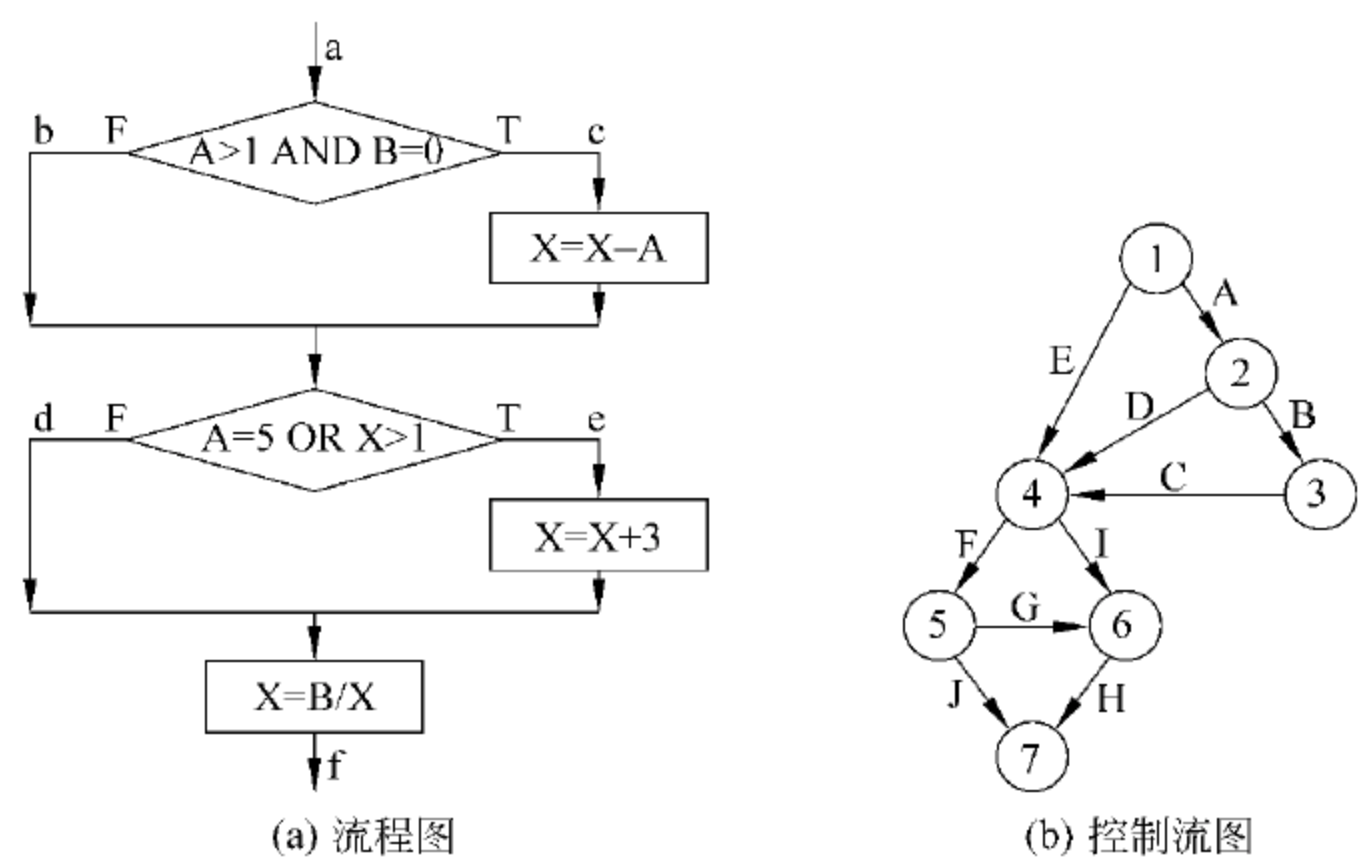 a
b F A>1 AND B=0 T c
X=X−A
d F A=5 OR X>1 T e
X=X+3
X=B/X
f
(a) 流程图
1
A
E
2
D B
4 C 3
F I
5 G 6
J H
7
(b) 控制流图